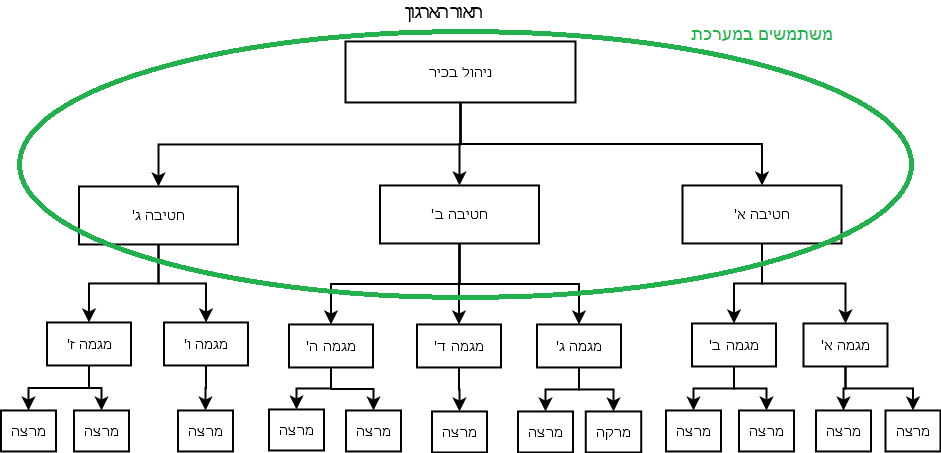 תאור הארגון
משתמשים במערכת
ניהול בכיר
חטיבה א'
חטיבה ב'
חטיבה ג'
מגמה א'
מגמה ב'
מגמה ג'
מגמה ד'
מגמה ה'
מגמה ו'
מגמה ז'
מרצה
מרצה
מרצה
מרצה
מרקה
מרצה
מרצה
מרצה
מרצה
מרצה
מרצה
מרצה